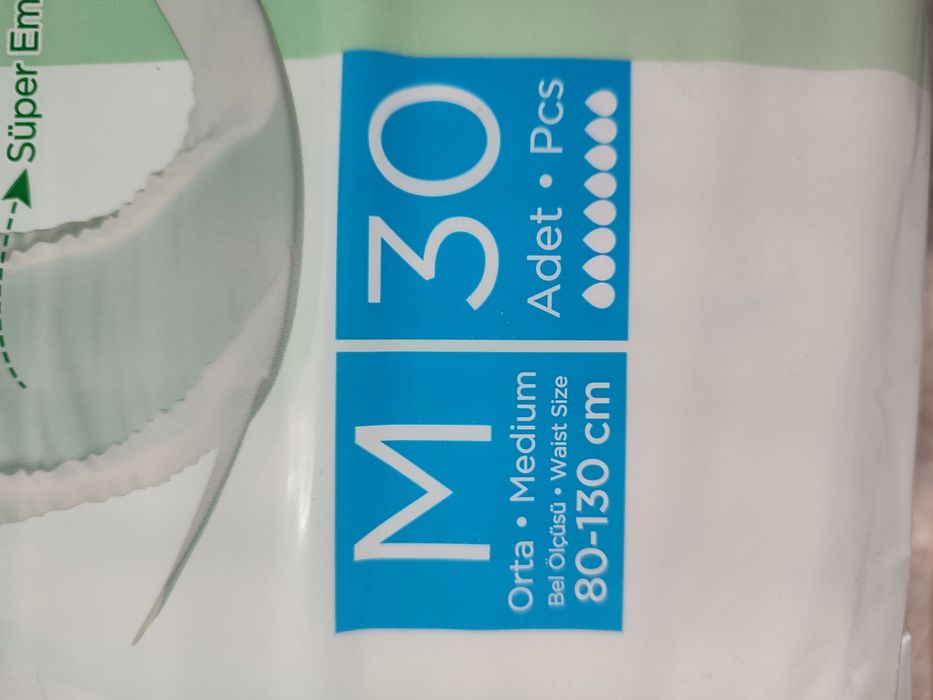 Süper Em
M
Orta • Medium
Bel Ölçüsü • Waist Size
80-130 cm
30
Adet • Pcs